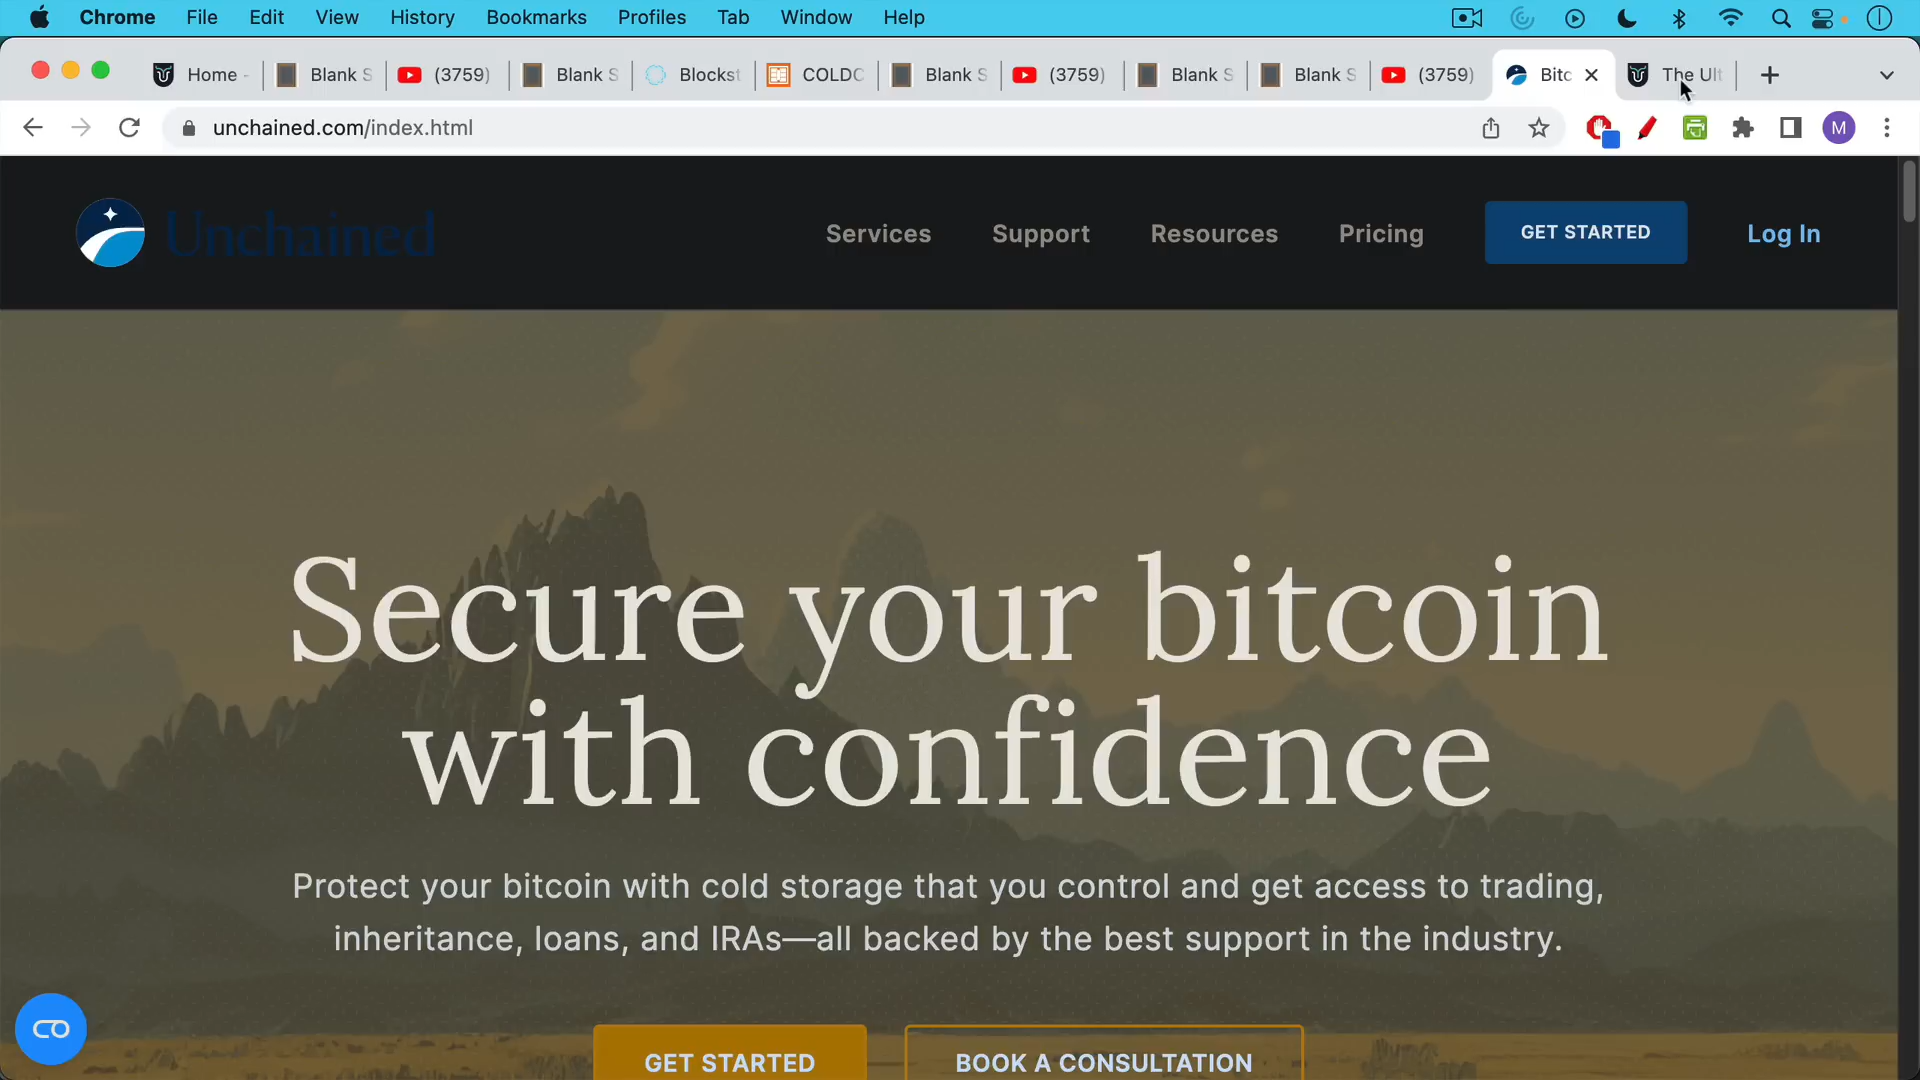 Chrome File Edit View History Bookmarks Profiles Tab Window Help
Home - Blank S (3759) Blank S Blockst COLDC Blank S (3759) Blank S Blank S (3759) Bitc The Ult
unchained.com/index.html M
Unchained Services Support Resources Pricing GET STARTED Log In
Secure your bitcoin
with confidence
Protect your bitcoin with cold storage that you control and get access to trading,
inheritance, loans, and IRAs—all backed by the best support in the industry.
GET STARTED BOOK A CONSULTATION